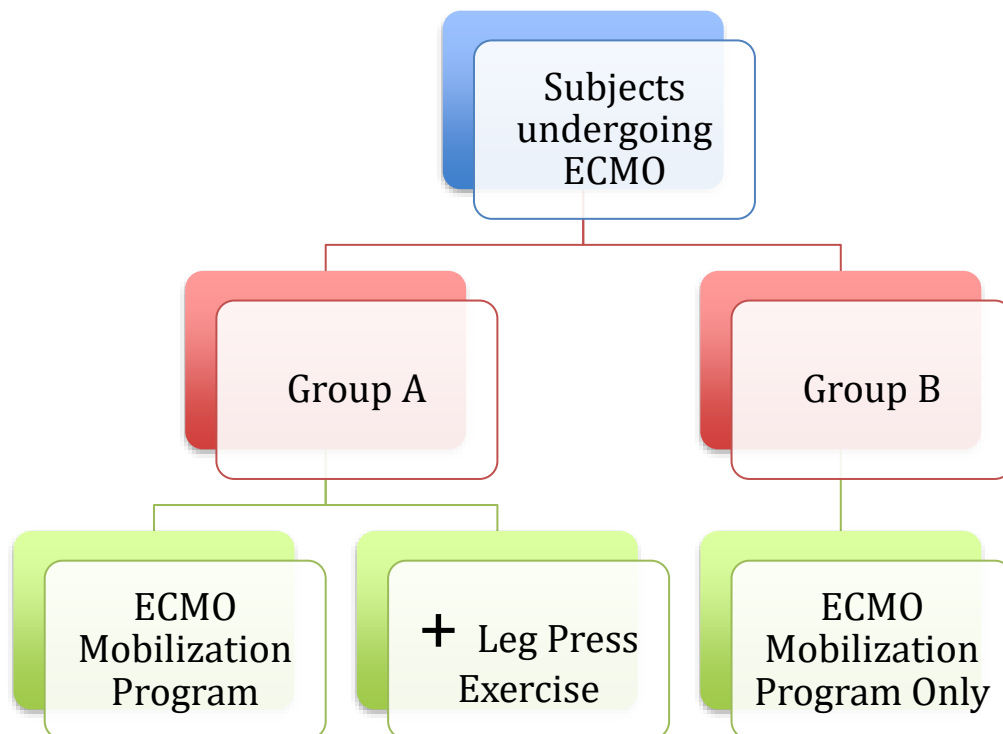 Subjects
undergoing
ECMO
Group A
Group B
ECMO
Mobilization
Program
+ Leg Press
Exercise
ECMO
Mobilization
Program Only